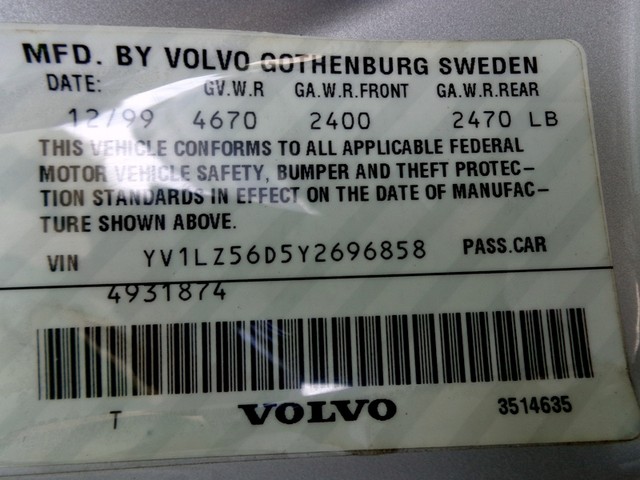 MFD. BY VOLVO GOTHENBURG SWEDEN
DATE: GV.W.R GA.W.R.FRONT GA.W.R.REAR
12/99 4670 2400 2470 LB
THIS VEHICLE CONFORMS TO ALL APPLICABLE FEDERAL
MOTOR VEHICLE SAFETY, BUMPER AND THEFT PROTEC-
TION STANDARDS IN EFFECT ON THE DATE OF MANUFAC-
TURE SHOWN ABOVE.
VIN YV1LZ56D5Y2696858 PASS.CAR
4931874
T VOLVO 3514635